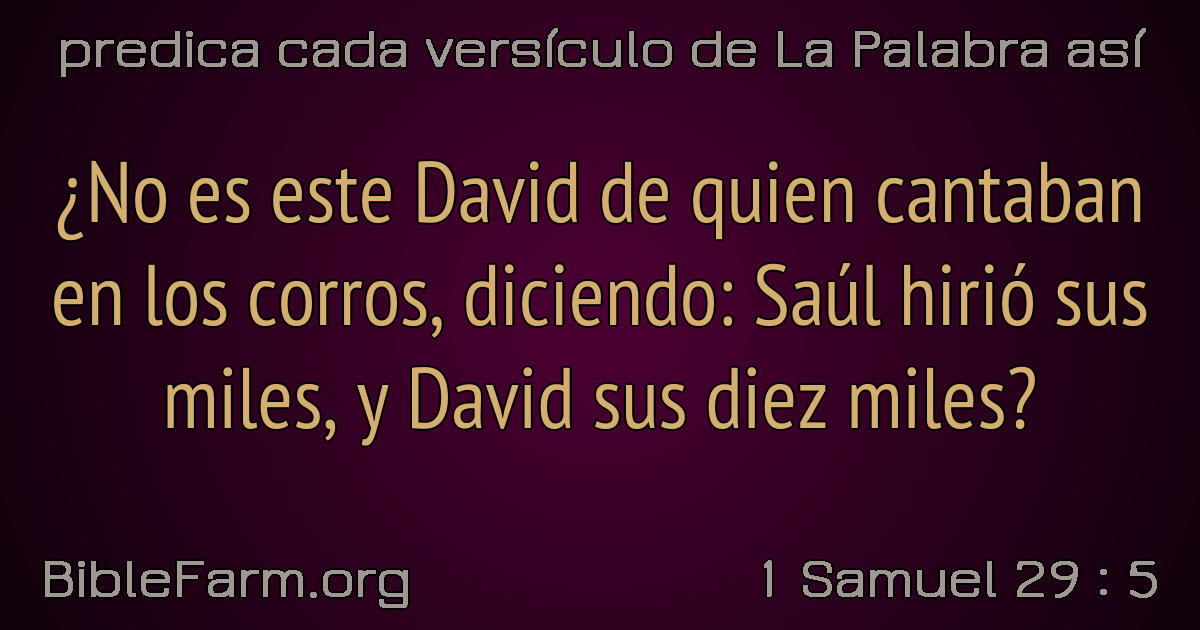 predica cada versículo de La Palabra así
¿No es este David de quien cantaban
en los corros, diciendo: Saúl hirió sus
miles, y David sus diez miles?
BibleFarm.org
1 Samuel 29 : 5